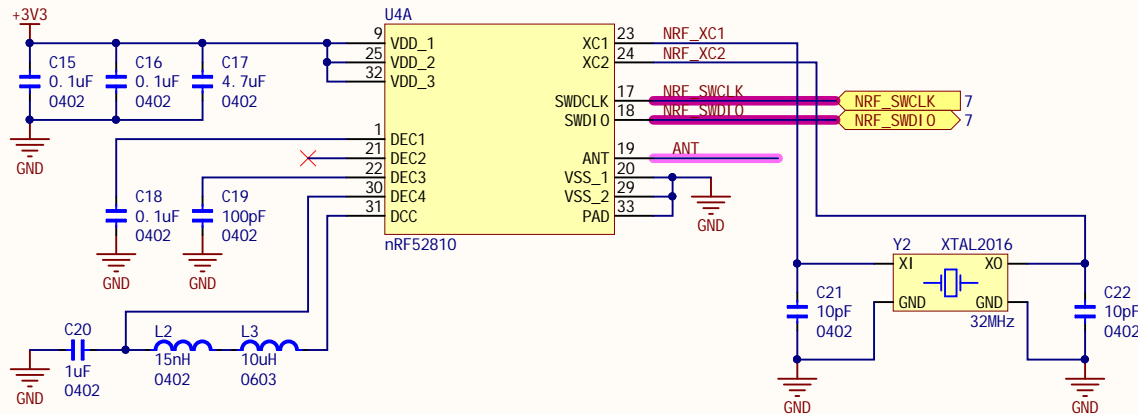 +3V3
C15
0.1uF
0402
C16
0.1uF
0402
C17
4.7uF
0402
GND
U4A
9 VDD_1
25 VDD_2
32 VDD_3
1 DEC1
21 DEC2
22 DEC3
30 DEC4
31 DCC
XC1 23 NRF_XC1
XC2 24 NRF_XC2
SWDCLK 17 NRF_SWCLK
SWDIO 18 NRF_SWDIO
ANT 19 ANT
VSS_1 20
VSS_2 29
PAD 33
nRF52810
NRF_SWCLK 7
NRF_SWDIO 7
GND
C18
0.1uF
0402
GND
C19
100pF
0402
GND
C20
1uF
0402
GND
L2
15nH
0402
L3
10uH
0603
Y2 XTAL2016
XI XO
GND GND
32MHz
C21
10pF
0402
GND
C22
10pF
0402
GND